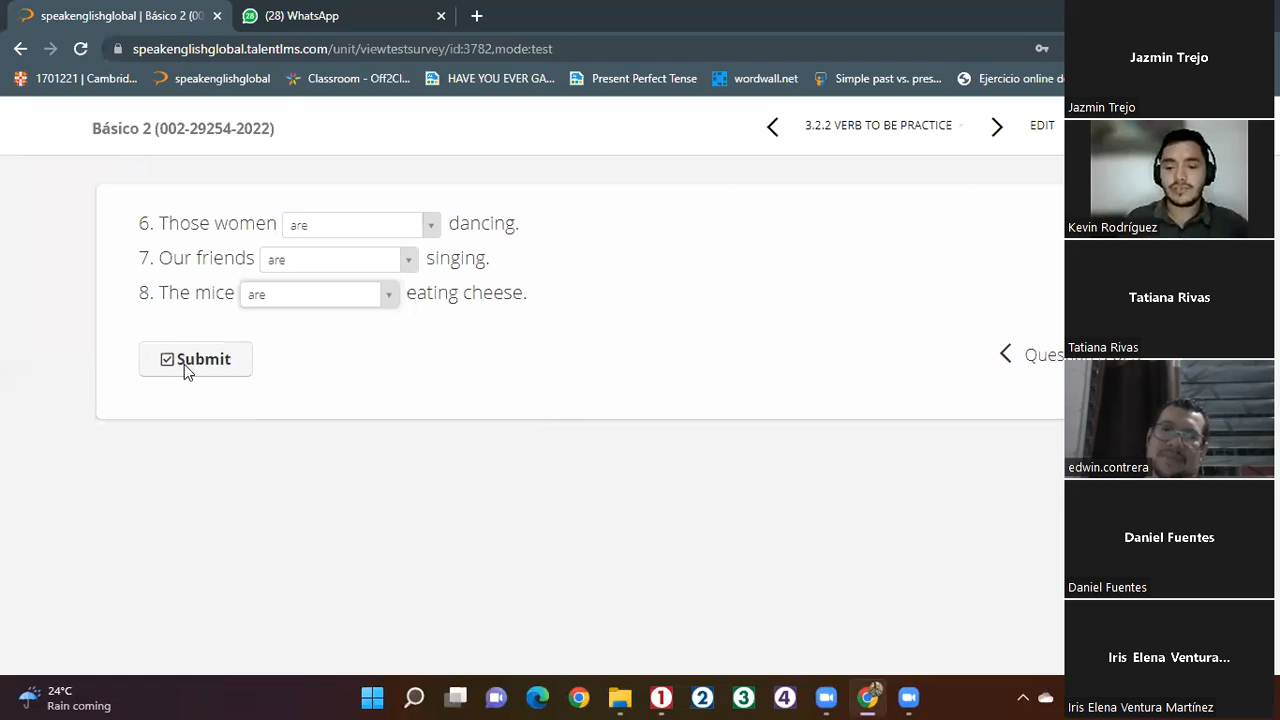 speakenglishglobal | Básico 2 (00
(28) WhatsApp
speakenglishglobal.talentlms.com/unit/viewtestsurvey/id:3782,mode:test
1701221 | Cambrid...
speakenglishglobal
Classroom - Off2Cl...
HAVE YOU EVER GA...
Present Perfect Tense
wordwall.net
Simple past vs. pres...
Ejercicio online d
Básico 2 (002-29254-2022)
3.2.2 VERB TO BE PRACTICE
EDIT
6. Those women are dancing.
7. Our friends are singing.
8. The mice are eating cheese.
Submit
Jazmin Trejo
Jazmin Trejo
Kevin Rodríguez
Tatiana Rivas
Tatiana Rivas
edwin.contrera
Daniel Fuentes
Daniel Fuentes
Iris Elena Ventura...
Iris Elena Ventura Martínez
24°C
Rain coming
1
2
3
4